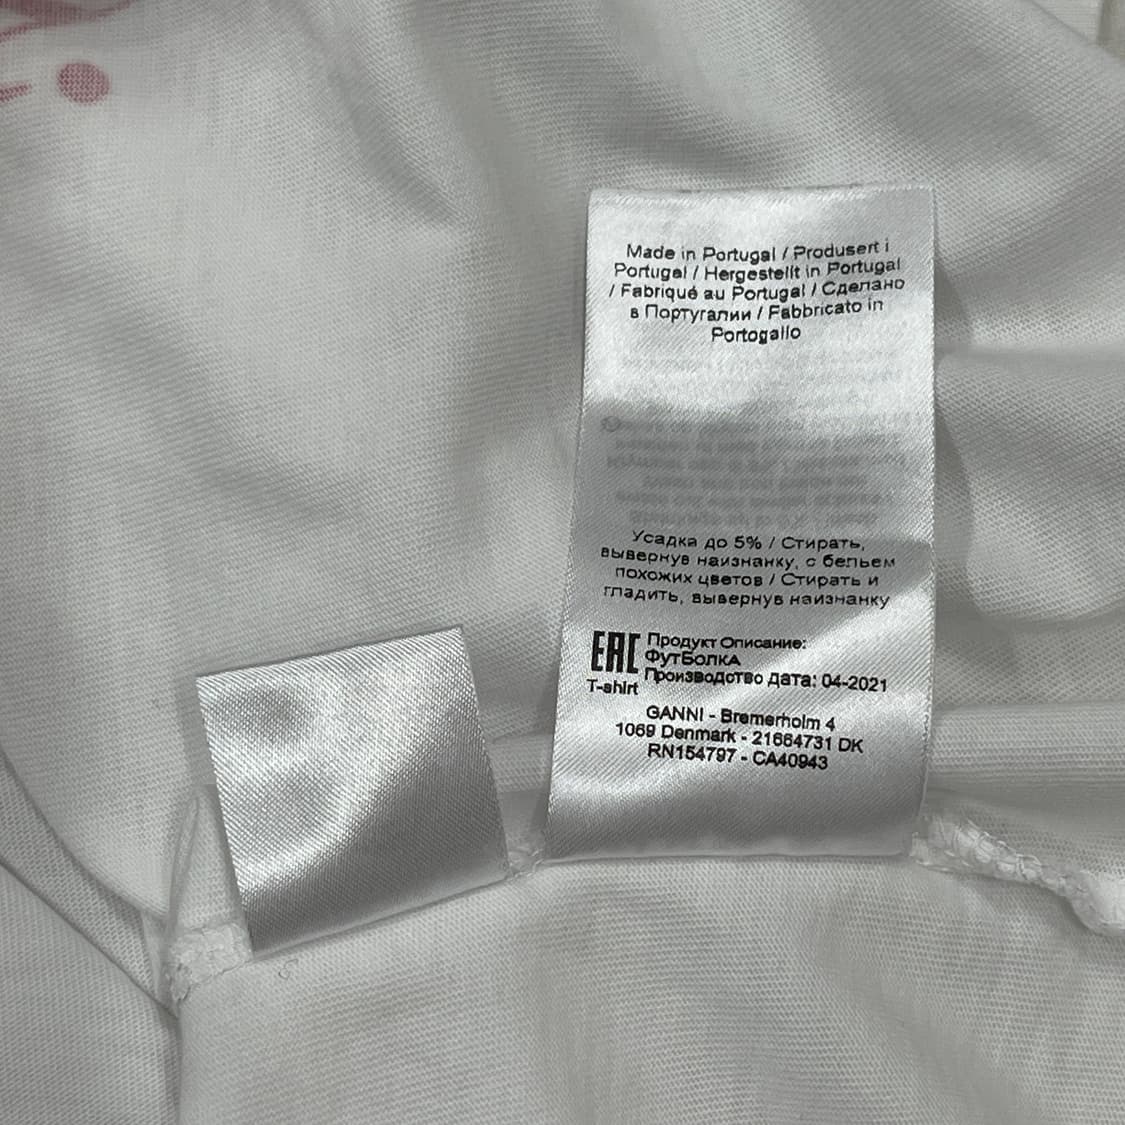 Made in Portugal / Produsert i
Portugal / Hergestellt in Portugal
/ Fabriqué au Portugal / Сделано
в Португалии / Fabbricato in
Portogallo
Усадка до 5% / Стирать,
вывернув наизнанку, с бельем
похожих цветов / Стирать и
гладить, вывернув наизнанку
EAC Продукт Описание:
ФутБолкА
Производство дата: 04-2021
T-shirt
GANNI - Bremerholm 4
1069 Denmark - 21664731 DK
RN154797 - CA40943